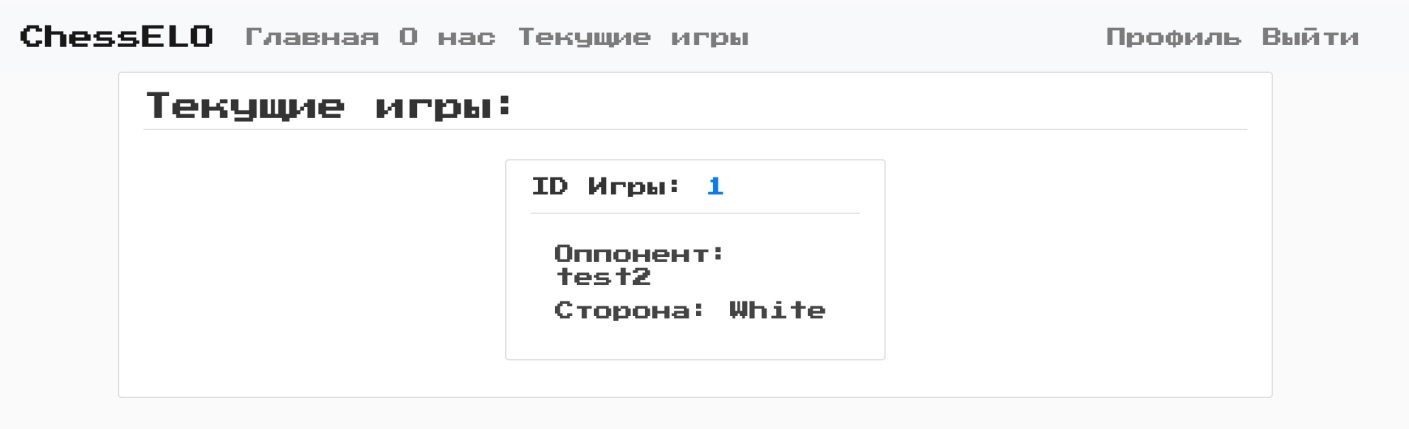 ChessELO Главная О нас Текущие игры Профиль Выйти
Текущие игры:
ID Игры: 1
Оппонент:
test2
Сторона: White